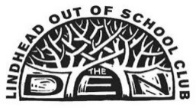 LINDHEAD OUT OF SCHOOL CLUB
THE
DEN